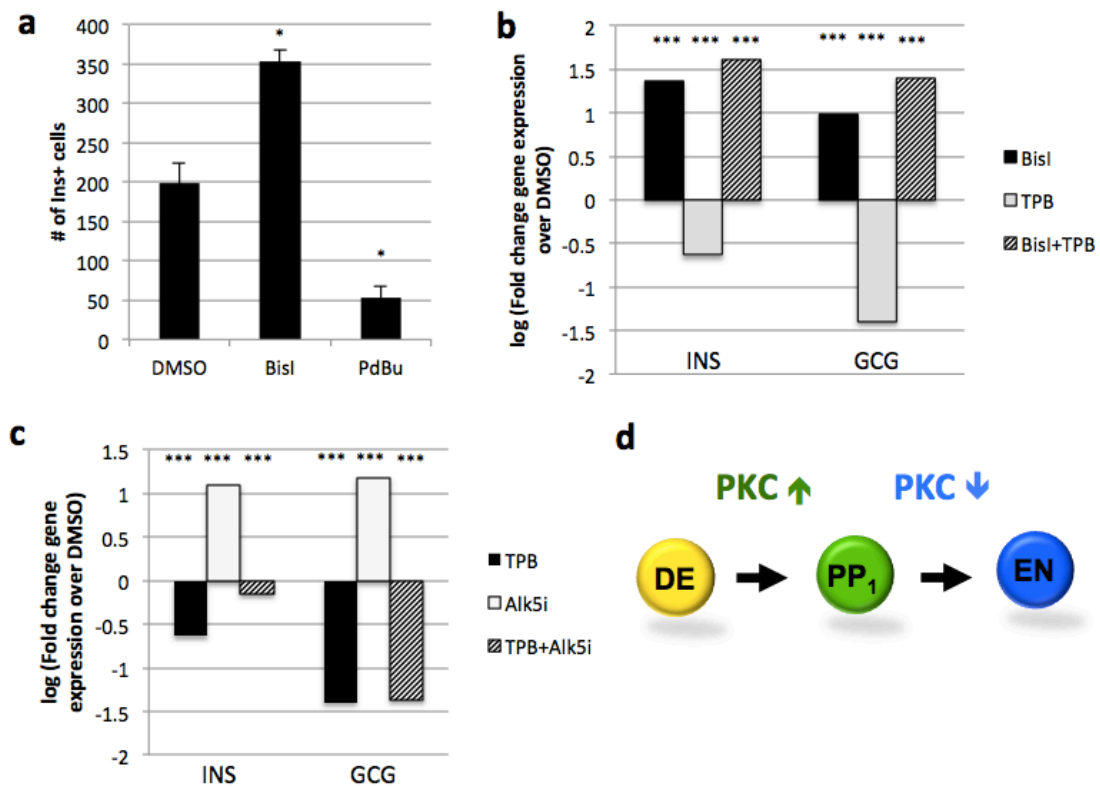 a
# of Ins+ cells
400
350
300
250
200
150
100
50
0
*
*
DMSO
BisI
PdBu
b
log (Fold change gene expression
over DMSO)
2
1.5
1
0.5
0
-0.5
-1
-1.5
-2
*** *** ***
*** *** ***
INS
GCG
BisI
TPB
BisI+TPB
c
log (Fold change gene
expression over DMSO)
1.5
1
0.5
0
-0.5
-1
-1.5
-2
*** *** ***
*** *** ***
INS
GCG
TPB
Alk5i
TPB+Alk5i
d
PKC ↑
PKC ↓
DE
PP₁
EN